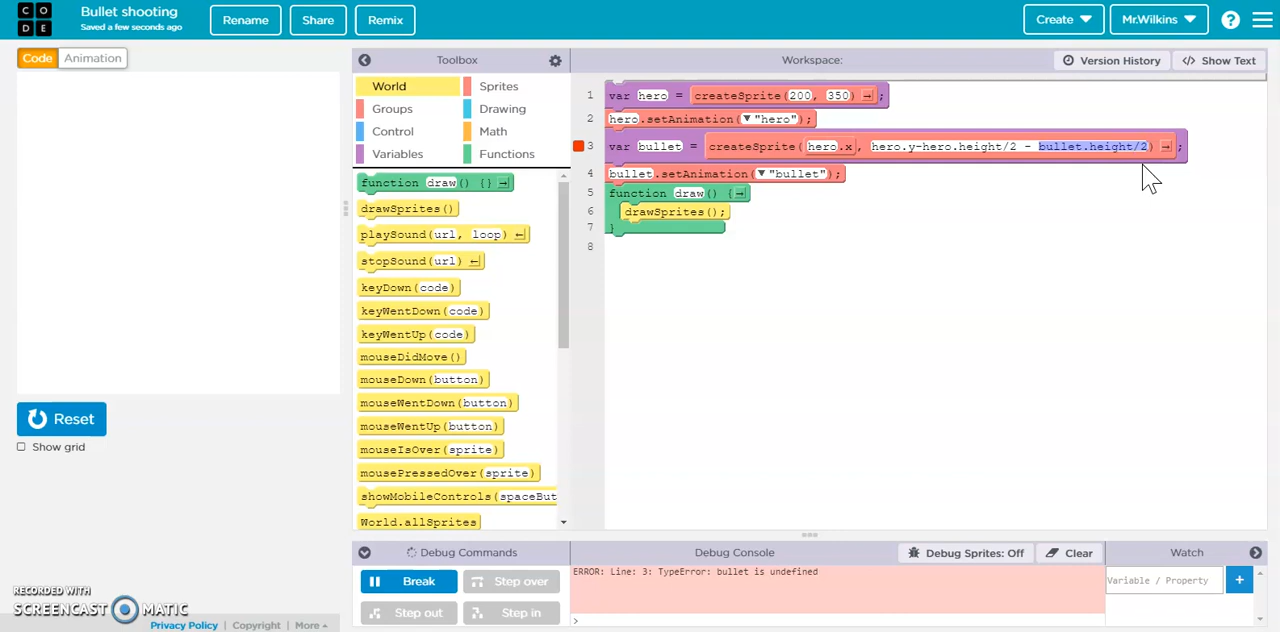 C O
D E
Bullet shooting
Saved a few seconds ago
Rename
Share
Remix
Create
Mr.Wilkins
?
Code
Animation
Toolbox
Workspace:
Version History
</> Show Text
World
Sprites
Groups
Drawing
Control
Math
Variables
Functions
function draw() {}
drawSprites()
playSound(url, loop)
stopSound(url)
keyDown(code)
keyWentDown(code)
keyWentUp(code)
mouseDidMove()
mouseDown(button)
mouseWentDown(button)
mouseWentUp(button)
mouseIsOver(sprite)
mousePressedOver(sprite)
showMobileControls(spaceBut
World.allSprites
1 var hero = createSprite(200, 350);
2 hero.setAnimation("hero");
3 var bullet = createSprite(hero.x, hero.y-hero.height/2 - bullet.height/2);
4 bullet.setAnimation("bullet");
5 function draw() {
6 drawSprites();
7 }
8
Reset
Show grid
Debug Commands
Debug Console
Debug Sprites: Off
Clear
Watch
Break
Step over
Step out
Step in
ERROR: Line: 3: TypeError: bullet is undefined
>
Variable / Property
+
RECORDED WITH
SCREENCAST MATIC
Privacy Policy | Copyright | More